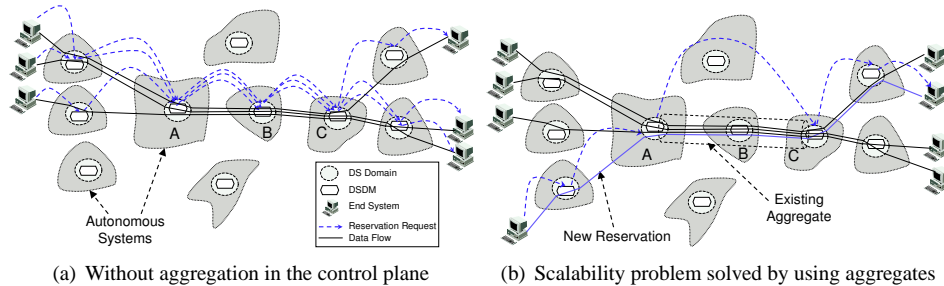 A
B
C
DS Domain
DSDM
End System
Reservation Request
Data Flow
Autonomous
Systems
(a) Without aggregation in the control plane
A
B
C
Existing
Aggregate
New Reservation
(b) Scalability problem solved by using aggregates